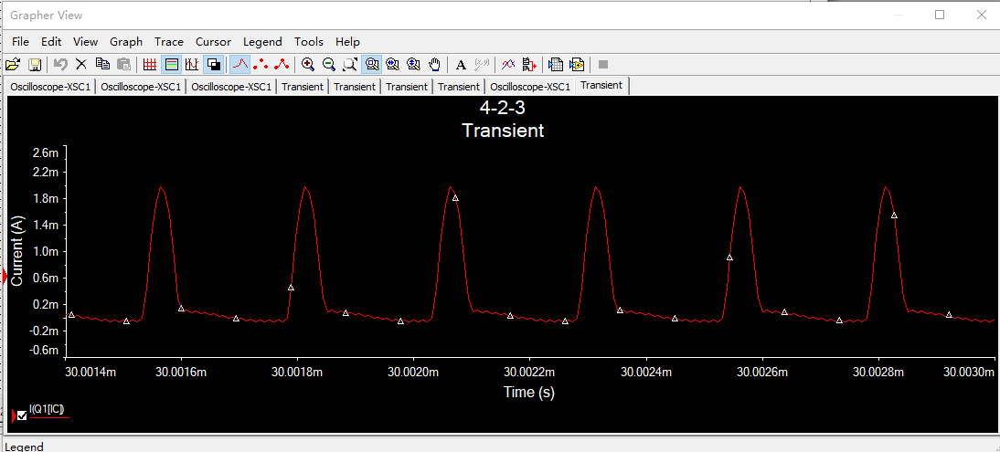 Grapher View
File Edit View Graph Trace Cursor Legend Tools Help
A
Oscilloscope-XSC1 Oscilloscope-XSC1 Oscilloscope-XSC1 Transient Transient Transient Transient Oscilloscope-XSC1 Transient
4-2-3
Transient
2.6m
2.2m
1.8m
1.4m
1.0m
0.6m
0.2m
-0.2m
-0.6m
Current (A)
30.0014m 30.0016m 30.0018m 30.0020m 30.0022m 30.0024m 30.0026m 30.0028m 30.0030m
Time (s)
I(Q1[IC])
Legend